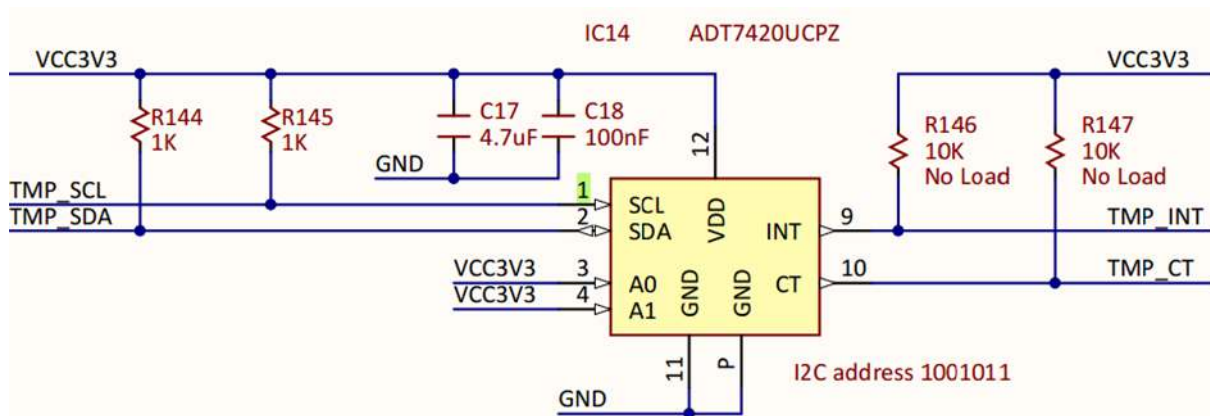 IC14 ADT7420UCPZ
VCC3V3
VCC3V3
R144
1K
R145
1K
C17
4.7uF
C18
100nF
12
R146
10K
No Load
R147
10K
No Load
GND
TMP_SCL
1
SCL
TMP_SDA
2
SDA
VDD
INT
9
TMP_INT
VCC3V3
3
A0
VCC3V3
4
A1
GND
GND
CT
10
TMP_CT
11
P
I2C address 1001011
GND